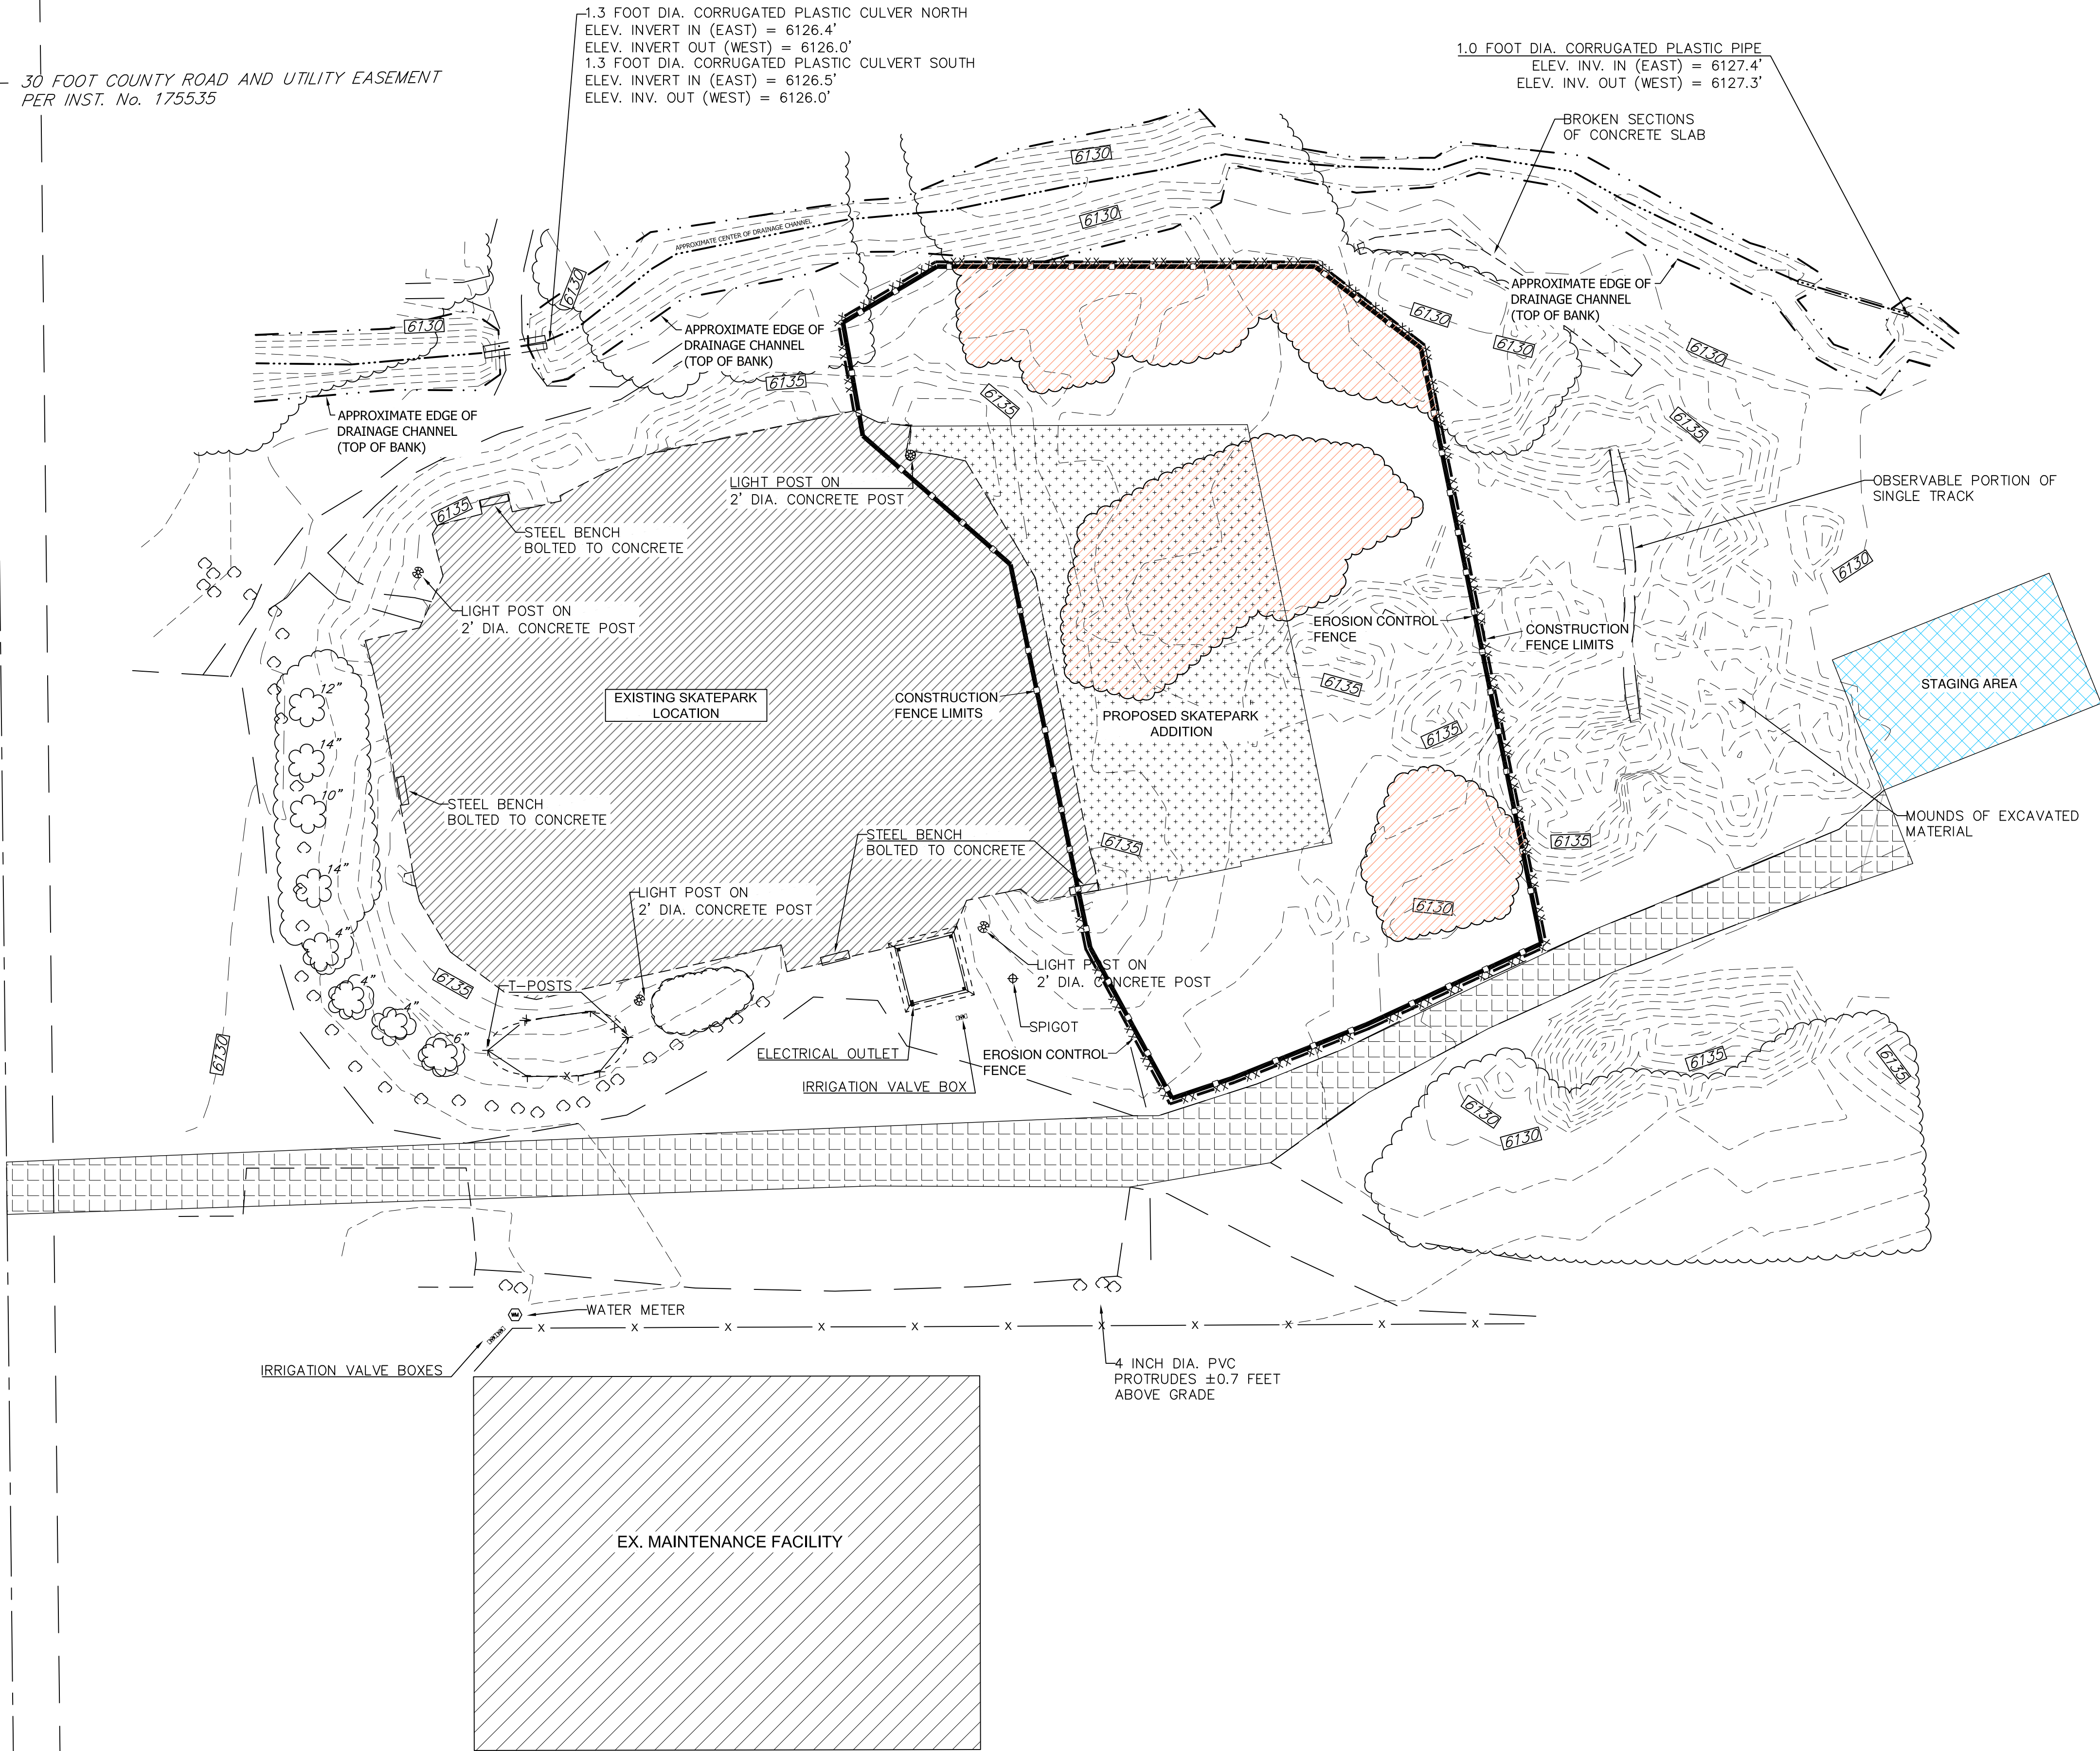 1.3 FOOT DIA. CORRUGATED PLASTIC CULVER NORTH
ELEV. INVERT IN (EAST) = 6126.4'
ELEV. INVERT OUT (WEST) = 6126.0'
1.3 FOOT DIA. CORRUGATED PLASTIC CULVERT SOUTH
ELEV. INVERT IN (EAST) = 6126.5'
ELEV. INV. OUT (WEST) = 6126.0'
30 FOOT COUNTY ROAD AND UTILITY EASEMENT
PER INST. No. 175535
1.0 FOOT DIA. CORRUGATED PLASTIC PIPE
ELEV. INV. IN (EAST) = 6127.4'
ELEV. INV. OUT (WEST) = 6127.3'
BROKEN SECTIONS
OF CONCRETE SLAB
6130
6130
APPROXIMATE CENTER OF DRAINAGE CHANNEL
6130
6130
APPROXIMATE EDGE OF
DRAINAGE CHANNEL
(TOP OF BANK)
APPROXIMATE EDGE OF
DRAINAGE CHANNEL
(TOP OF BANK)
APPROXIMATE EDGE OF
DRAINAGE CHANNEL
(TOP OF BANK)
6130
6130
6130
6135
6135
6135
6135
LIGHT POST ON
2' DIA. CONCRETE POST
STEEL BENCH
BOLTED TO CONCRETE
OBSERVABLE PORTION OF
SINGLE TRACK
6130
LIGHT POST ON
2' DIA. CONCRETE POST
EROSION CONTROL
FENCE
CONSTRUCTION
FENCE LIMITS
STAGING AREA
12"
14"
10"
14"
4"
4"
4"
6"
EXISTING SKATEPARK
LOCATION
CONSTRUCTION
FENCE LIMITS
PROPOSED SKATEPARK
ADDITION
6135
6135
STEEL BENCH
BOLTED TO CONCRETE
STEEL BENCH
BOLTED TO CONCRETE
6135
6135
MOUNDS OF EXCAVATED
MATERIAL
LIGHT POST ON
2' DIA. CONCRETE POST
6130
6135
T-POSTS
LIGHT POST ON
2' DIA. CONCRETE POST
SPIGOT
6130
ELECTRICAL OUTLET
EROSION CONTROL
FENCE
IRRIGATION VALVE BOX
6135
6135
6130
6130
WM
WATER METER
X X X X X X X X X X X
IRRIGATION VALVE BOXES
4 INCH DIA. PVC
PROTRUDES ±0.7 FEET
ABOVE GRADE
EX. MAINTENANCE FACILITY